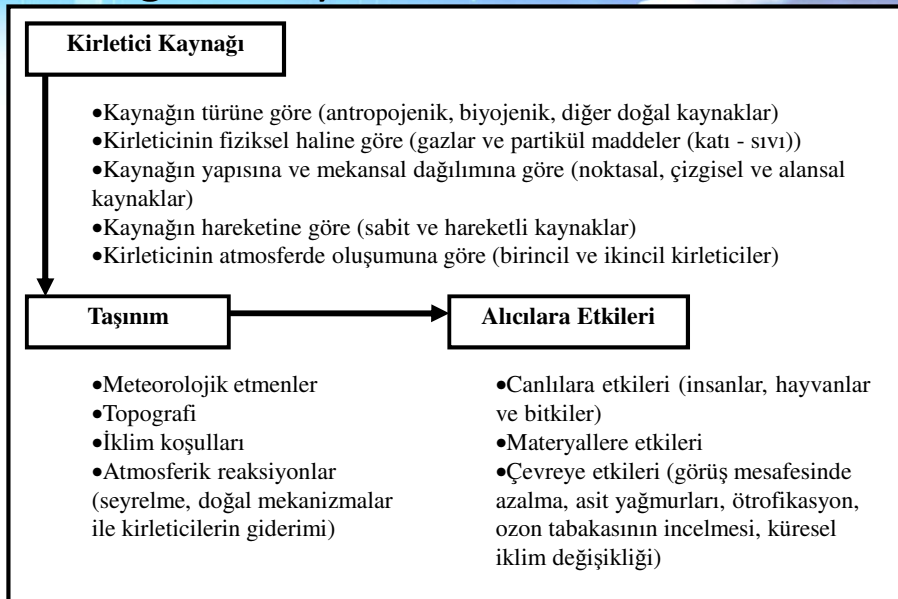 Kirletici Kaynağı
•Kaynağın türüne göre (antropojenik, biyojenik, diğer doğal kaynaklar)
•Kirleticinin fiziksel haline göre (gazlar ve partikül maddeler (katı - sıvı))
•Kaynağın yapısına ve mekansal dağılımına göre (noktasal, çizgisel ve alansal
kaynaklar)
•Kaynağın hareketine göre (sabit ve hareketli kaynaklar)
•Kirleticinin atmosferde oluşumuna göre (birincil ve ikincil kirleticiler)
Taşınım
•Meteorolojik etmenler
•Topografi
•İklim koşulları
•Atmosferik reaksiyonlar
(seyrelme, doğal mekanizmalar
ile kirleticilerin giderimi)
Alıcılara Etkileri
•Canlılara etkileri (insanlar, hayvanlar
ve bitkiler)
•Materyallere etkileri
•Çevreye etkileri (görüş mesafesinde
azalma, asit yağmurları, ötrofikasyon,
ozon tabakasının incelmesi, küresel
iklim değişikliği)